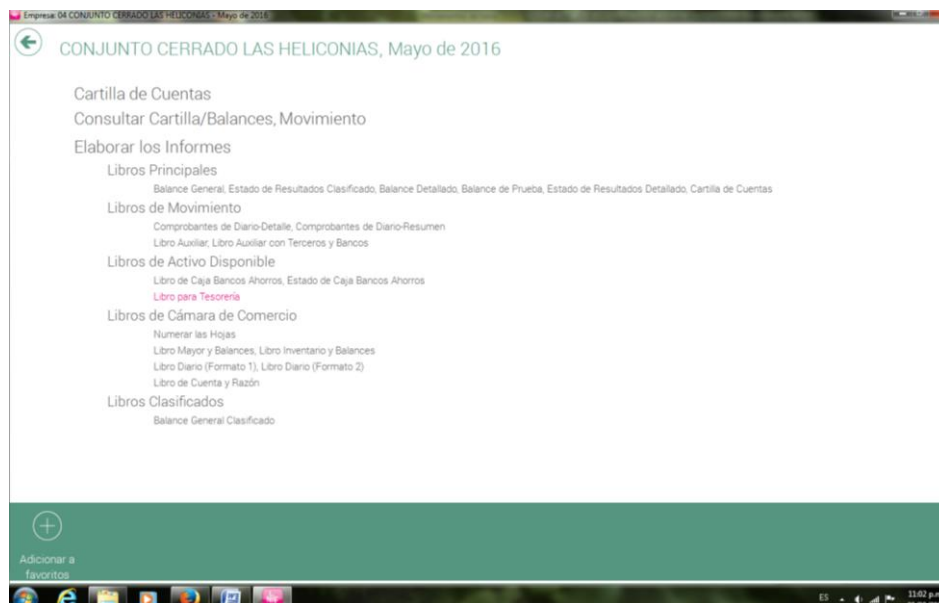 Empresa: 04 CONJUNTO CERRADO LAS HELICONIAS - Mayo de 2016
CONJUNTO CERRADO LAS HELICONIAS, Mayo de 2016
Cartilla de Cuentas
Consultar Cartilla/Balances, Movimiento
Elaborar los Informes
Libros Principales
Balance General, Estado de Resultados Clasificado, Balance Detallado, Balance de Prueba, Estado de Resultados Detallado, Cartilla de Cuentas
Libros de Movimiento
Comprobantes de Diario-Detalle, Comprobantes de Diario-Resumen
Libro Auxiliar, Libro Auxiliar con Terceros y Bancos
Libros de Activo Disponible
Libro de Caja Bancos Ahorros, Estado de Caja Bancos Ahorros
Libro para Tesorería
Libros de Cámara de Comercio
Numerar las Hojas
Libro Mayor y Balances, Libro Inventario y Balances
Libro Diario (Formato 1), Libro Diario (Formato 2)
Libro de Cuenta y Razón
Libros Clasificados
Balance General Clasificado
Adicionar a
favoritos
ES
11:02 p.m